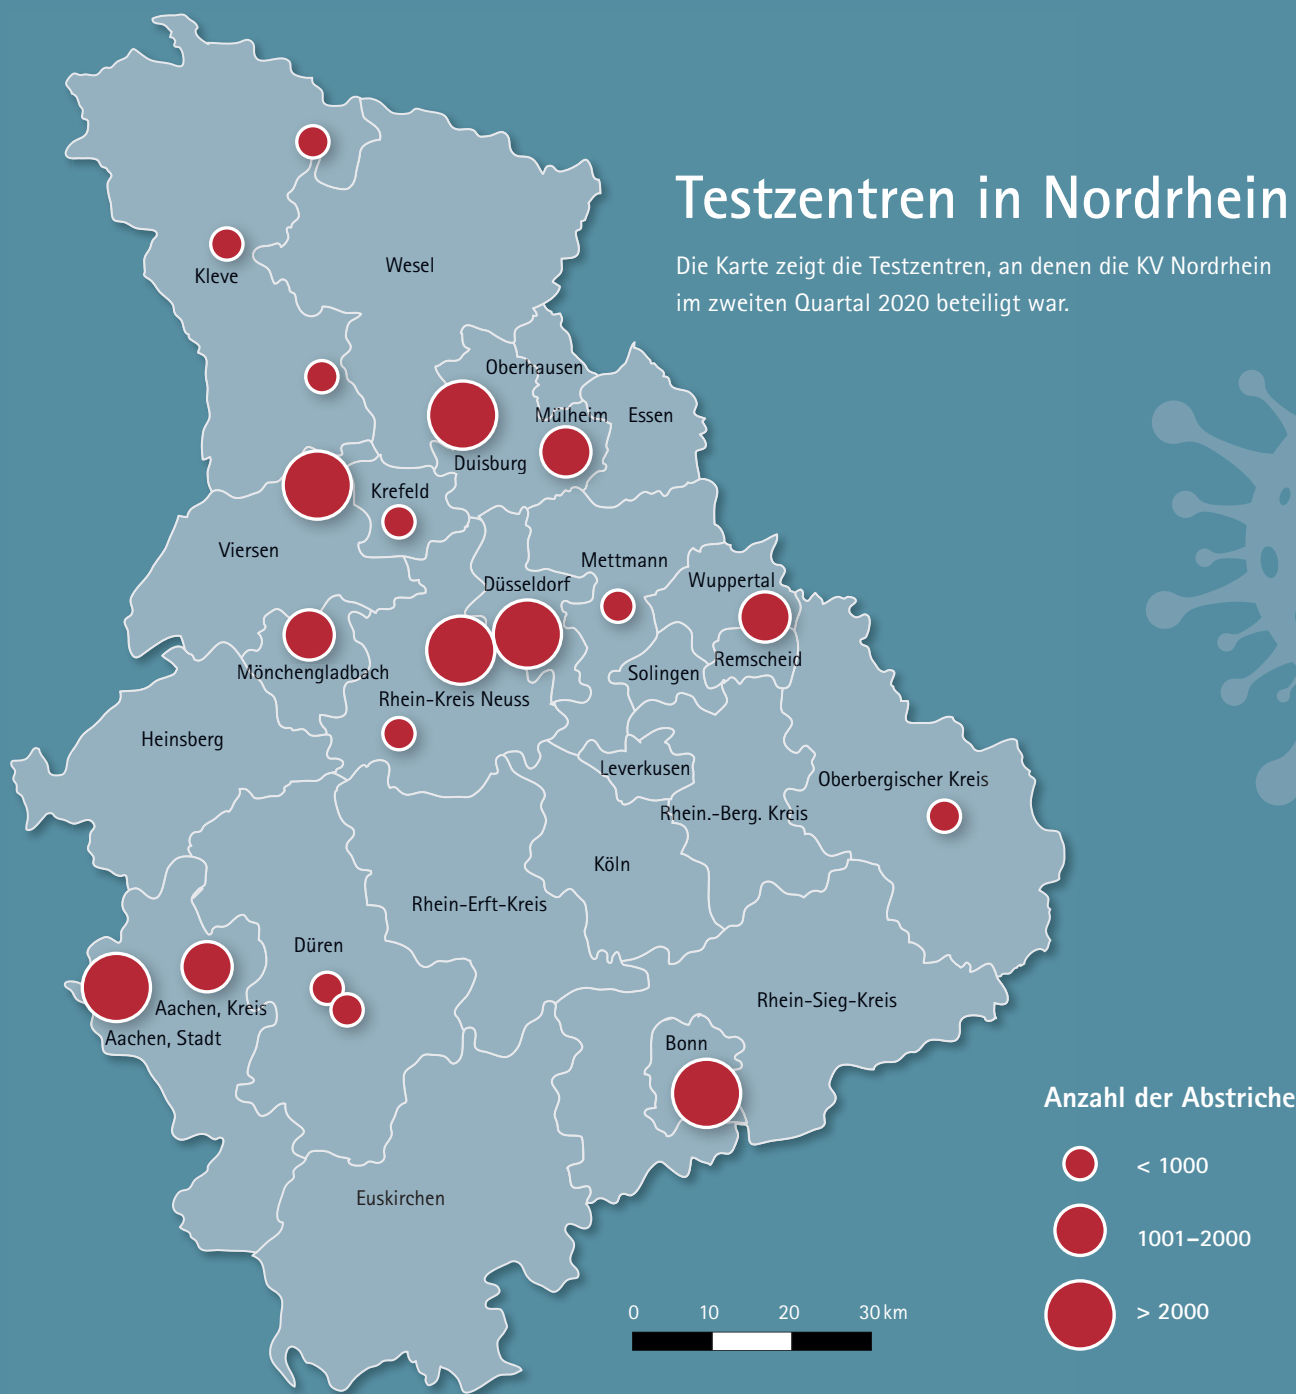 Testzentren in Nordrhein
Die Karte zeigt die Testzentren, an denen die KV Nordrhein
im zweiten Quartal 2020 beteiligt war.
Wesel
Kleve
Oberhausen
Mülheim
Essen
Duisburg
Krefeld
Viersen
Mettmann
Düsseldorf
Wuppertal
Mönchengladbach
Remscheid
Solingen
Rhein-Kreis Neuss
Heinsberg
Leverkusen
Oberbergischer Kreis
Rhein.-Berg. Kreis
Köln
Rhein-Erft-Kreis
Düren
Aachen, Kreis
Rhein-Sieg-Kreis
Aachen, Stadt
Bonn
Euskirchen
Anzahl der Abstriche
< 1000
1001–2000
> 2000
0 10 20 30 km